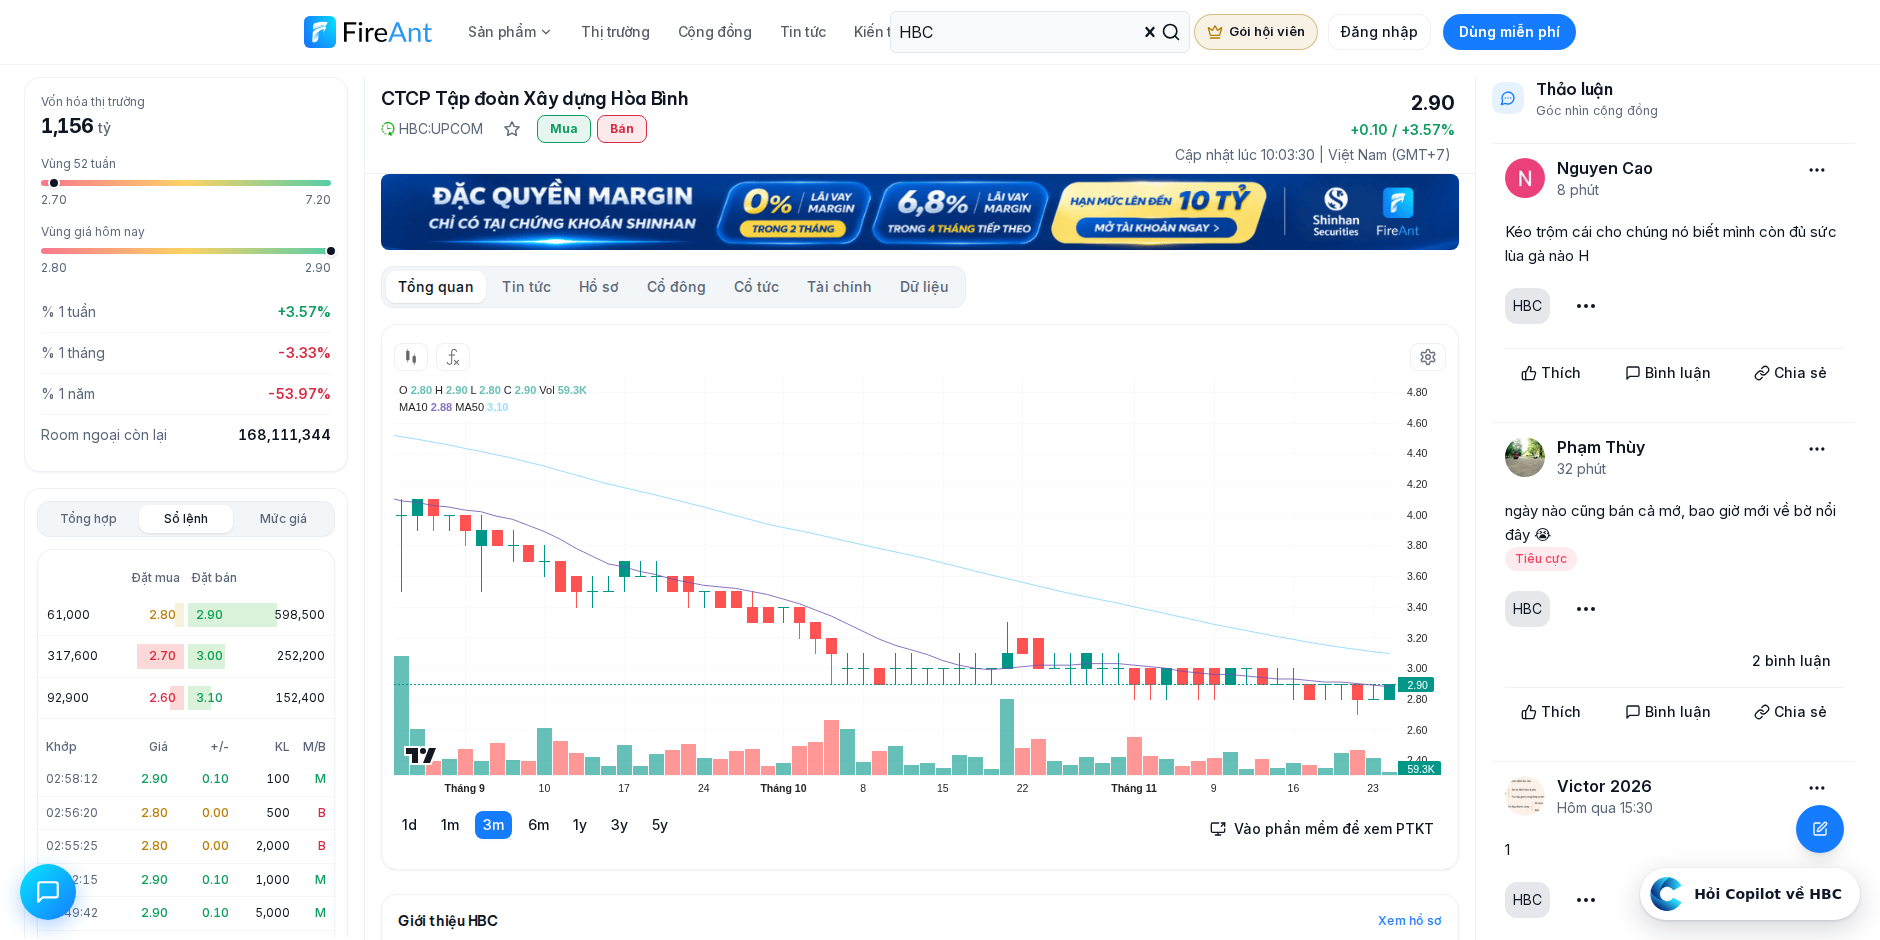 FireAnt
Sản phẩm
Thị trường
Cộng đồng
Tin tức
Kiến t
HBC
Gói hội viên
Đăng nhập
Dùng miễn phí
Vốn hóa thị trường
1,156 tỷ
Vùng 52 tuần
2.70 7.20
Vùng giá hôm nay
2.80 2.90
% 1 tuần +3.57%
% 1 tháng -3.33%
% 1 năm -53.97%
Room ngoại còn lại 168,111,344
Tổng hợp Sổ lệnh Mức giá
Đặt mua Đặt bán
61,000 2.80 2.90 598,500
317,600 2.70 3.00 252,200
92,900 2.60 3.10 152,400
Khớp Giá +/- KL M/B
02:58:12 2.90 0.10 100 M
02:56:20 2.80 0.00 500 B
02:55:25 2.80 0.00 2,000 B
2:15 2.90 0.10 1,000 M
49:42 2.90 0.10 5,000 M
CTCP Tập đoàn Xây dựng Hòa Bình
HBC:UPCOM
Mua Bán
2.90
+0.10 / +3.57%
Cập nhật lúc 10:03:30 | Việt Nam (GMT+7)
ĐẶC QUYỀN MARGIN
CHỈ CÓ TẠI CHỨNG KHOÁN SHINHAN
0% LÃI VAY MARGIN
TRONG 2 THÁNG
6,8% LÃI VAY MARGIN
TRONG 4 THÁNG TIẾP THEO
HẠN MỨC LÊN ĐẾN 10 TỶ
MỞ TÀI KHOẢN NGAY >
Shinhan Securities
FireAnt
Tổng quan Tin tức Hồ sơ Cổ đông Cổ tức Tài chính Dữ liệu
O 2.80 H 2.90 L 2.80 C 2.90 Vol 59.3K
MA10 2.88 MA50 3.10
4.80
4.60
4.40
4.20
4.00
3.80
3.60
3.40
3.20
3.00
2.90
2.80
2.60
2.40
59.3K
Tháng 9 10 17 24 Tháng 10 8 15 22 Tháng 11 9 16 23
1d 1m 3m 6m 1y 3y 5y
Vào phần mềm để xem PTKT
Giới thiệu HBC
Xem hồ sơ
Thảo luận
Góc nhìn cộng đồng
N
Nguyen Cao
8 phút
Kéo trộm cái cho chúng nó biết mình còn đủ sức
lùa gà nào H
HBC
Thích Bình luận Chia sẻ
Phạm Thùy
32 phút
ngày nào cũng bán cả mớ, bao giờ mới về bờ nổi
đây 😭
Tiêu cực
HBC
2 bình luận
Thích Bình luận Chia sẻ
Victor 2026
Hôm qua 15:30
1
HBC
Hỏi Copilot về HBC